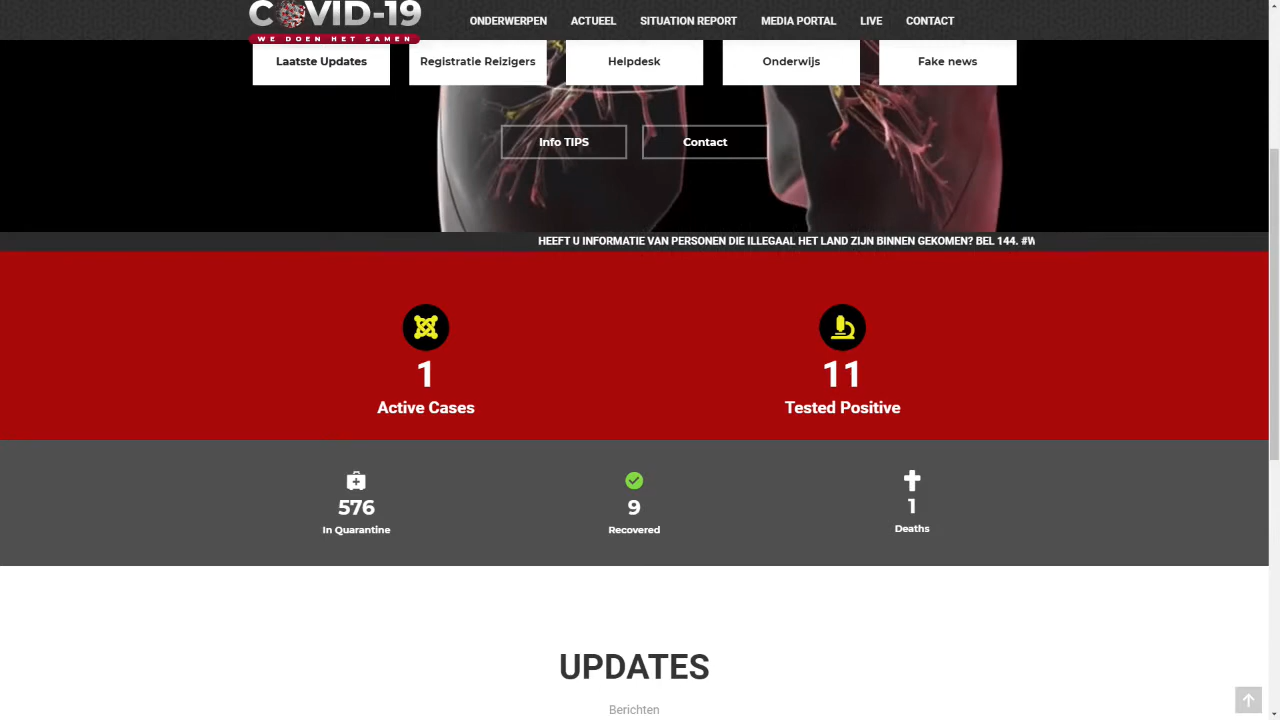 COVID-19
WE DOEN HET SAMEN
ONDERWERPEN ACTUEEL SITUATION REPORT MEDIA PORTAL LIVE CONTACT
Laatste Updates Registratie Reizigers Helpdesk Onderwijs Fake news
Info TIPS Contact
HEEFT U INFORMATIE VAN PERSONEN DIE ILLEGAAL HET LAND ZIJN BINNEN GEKOMEN? BEL 144. #W
1 11
Active Cases Tested Positive
576 9 1
In Quarantine Recovered Deaths
UPDATES
Berichten